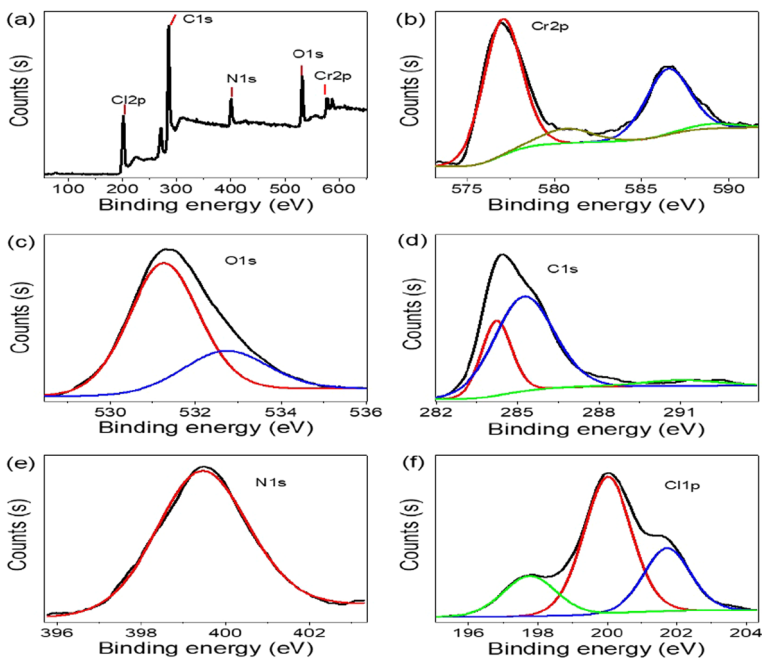 (a)
C1s
O1s
N1s
Cr2p
Cl2p
Counts (s)
100 200 300 400 500 600
Binding energy (eV)
(b)
Cr2p
Counts (s)
575 580 585 590
Binding energy (eV)
(c)
O1s
Counts (s)
530 532 534 536
Binding energy (eV)
(d)
C1s
Counts (s)
282 285 288 291
Binding energy (eV)
(e)
N1s
Counts (s)
396 398 400 402
Binding energy (eV)
(f)
Cl1p
Counts (s)
196 198 200 202 204
Binding energy (eV)